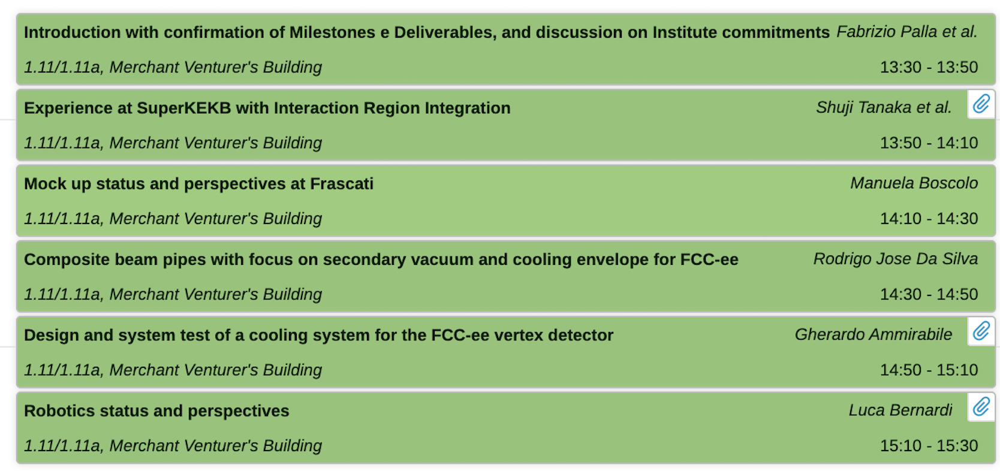 Introduction with confirmation of Milestones e Deliverables, and discussion on Institute commitments Fabrizio Palla et al.
1.11/1.11a, Merchant Venturer's Building 13:30 - 13:50
Experience at SuperKEKB with Interaction Region Integration Shuji Tanaka et al.
1.11/1.11a, Merchant Venturer's Building 13:50 - 14:10
Mock up status and perspectives at Frascati Manuela Boscolo
1.11/1.11a, Merchant Venturer's Building 14:10 - 14:30
Composite beam pipes with focus on secondary vacuum and cooling envelope for FCC-ee Rodrigo Jose Da Silva
1.11/1.11a, Merchant Venturer's Building 14:30 - 14:50
Design and system test of a cooling system for the FCC-ee vertex detector Gherardo Ammirabile
1.11/1.11a, Merchant Venturer's Building 14:50 - 15:10
Robotics status and perspectives Luca Bernardi
1.11/1.11a, Merchant Venturer's Building 15:10 - 15:30